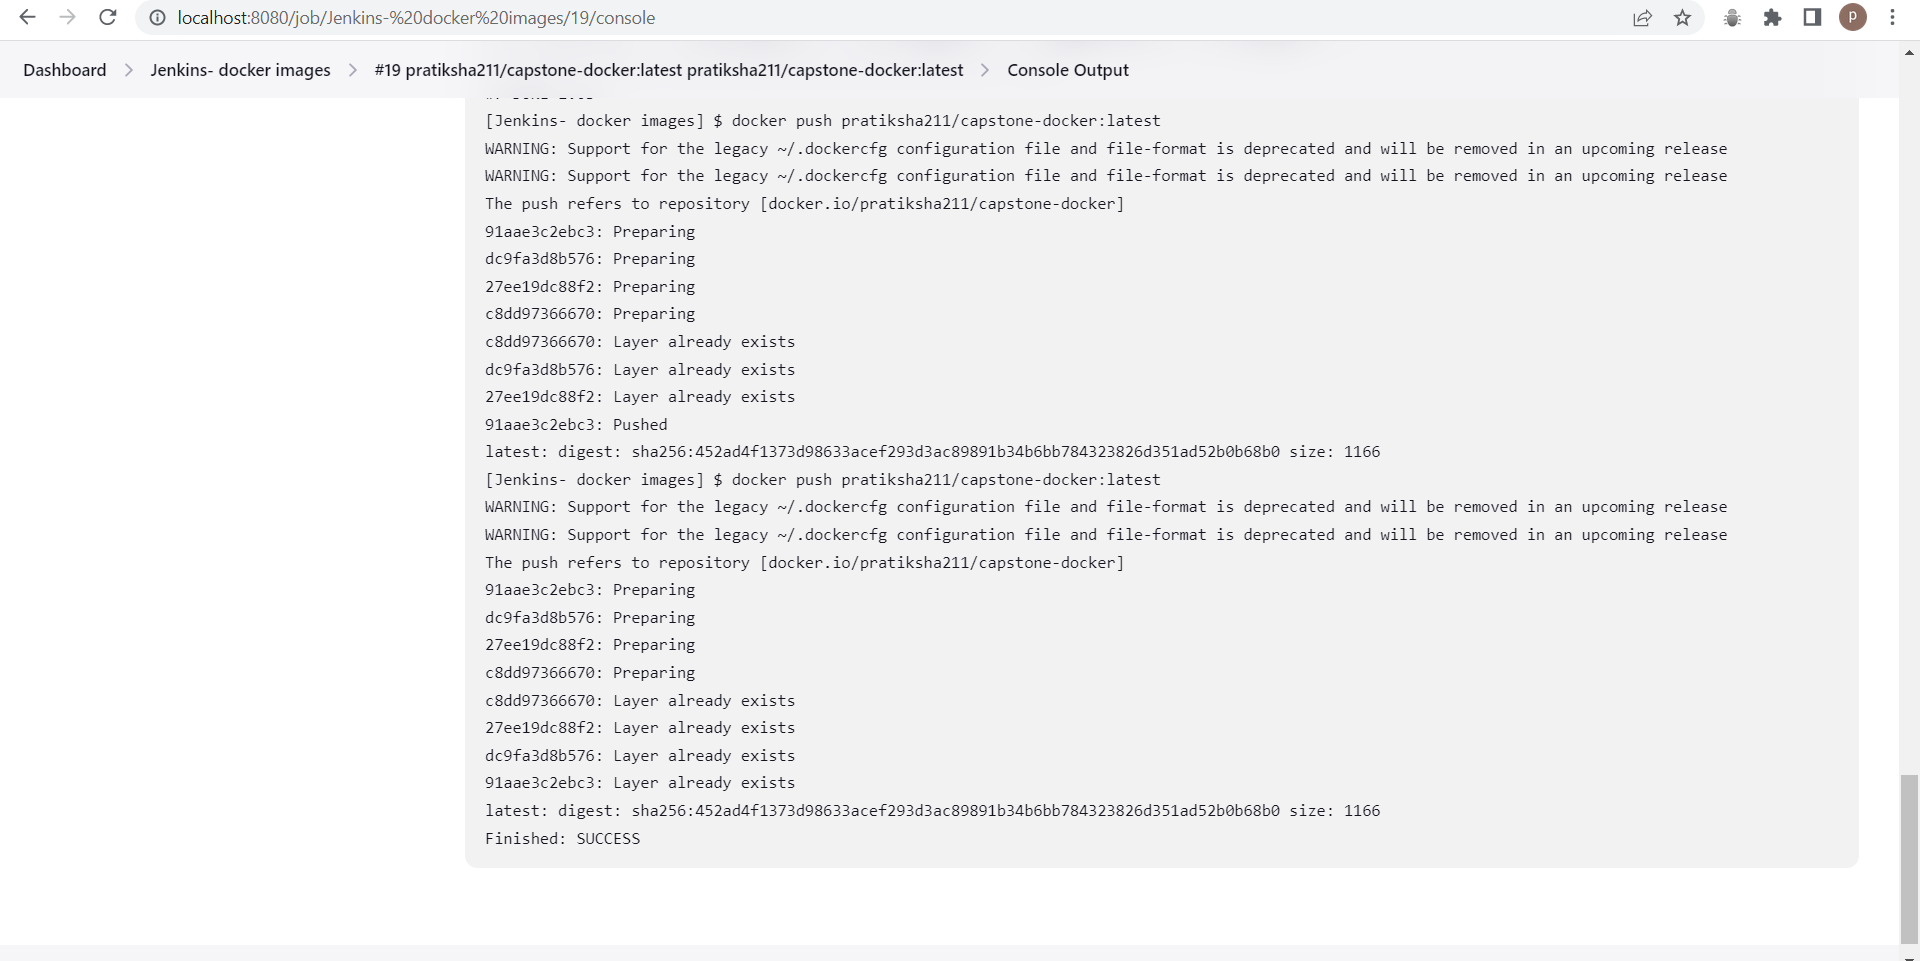 localhost:8080/job/Jenkins-%20docker%20images/19/console
p
Dashboard > Jenkins- docker images > #19 pratiksha211/capstone-docker:latest pratiksha211/capstone-docker:latest > Console Output
[Jenkins- docker images] $ docker push pratiksha211/capstone-docker:latest
WARNING: Support for the legacy ~/.dockercfg configuration file and file-format is deprecated and will be removed in an upcoming release
WARNING: Support for the legacy ~/.dockercfg configuration file and file-format is deprecated and will be removed in an upcoming release
The push refers to repository [docker.io/pratiksha211/capstone-docker]
91aae3c2ebc3: Preparing
dc9fa3d8b576: Preparing
27ee19dc88f2: Preparing
c8dd97366670: Preparing
c8dd97366670: Layer already exists
dc9fa3d8b576: Layer already exists
27ee19dc88f2: Layer already exists
91aae3c2ebc3: Pushed
latest: digest: sha256:452ad4f1373d98633acef293d3ac89891b34b6bb784323826d351ad52b0b68b0 size: 1166
[Jenkins- docker images] $ docker push pratiksha211/capstone-docker:latest
WARNING: Support for the legacy ~/.dockercfg configuration file and file-format is deprecated and will be removed in an upcoming release
WARNING: Support for the legacy ~/.dockercfg configuration file and file-format is deprecated and will be removed in an upcoming release
The push refers to repository [docker.io/pratiksha211/capstone-docker]
91aae3c2ebc3: Preparing
dc9fa3d8b576: Preparing
27ee19dc88f2: Preparing
c8dd97366670: Preparing
c8dd97366670: Layer already exists
27ee19dc88f2: Layer already exists
dc9fa3d8b576: Layer already exists
91aae3c2ebc3: Layer already exists
latest: digest: sha256:452ad4f1373d98633acef293d3ac89891b34b6bb784323826d351ad52b0b68b0 size: 1166
Finished: SUCCESS